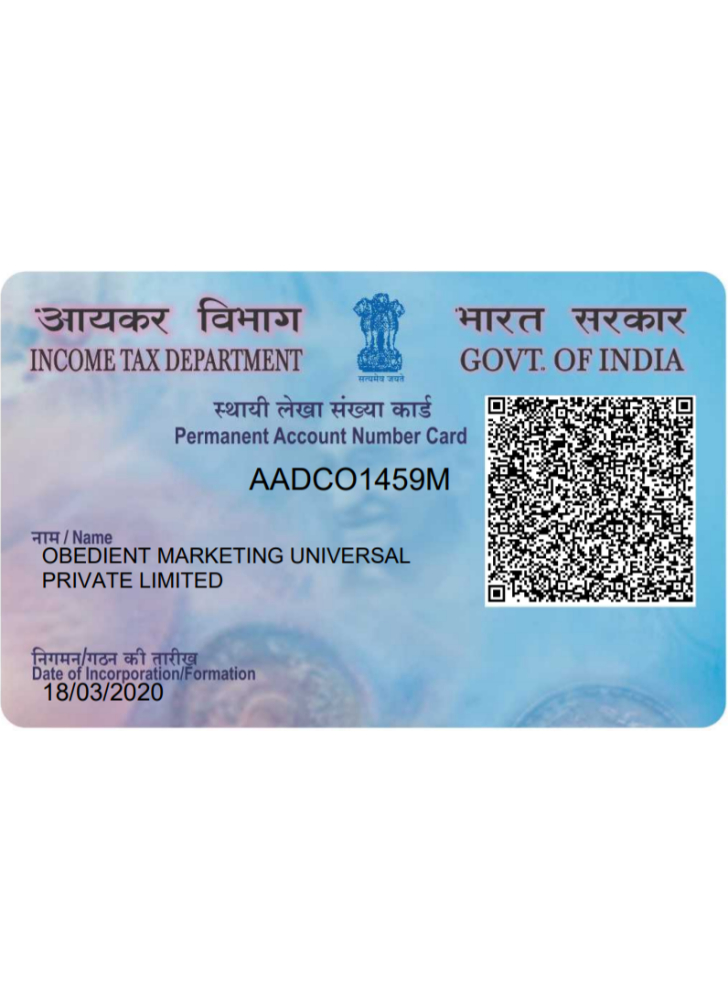 आयकर विभाग
INCOME TAX DEPARTMENT
सत्यमेव जयते
भारत सरकार
GOVT. OF INDIA
स्थायी लेखा संख्या कार्ड
Permanent Account Number Card
AADCO1459M
नाम / Name
OBEDIENT MARKETING UNIVERSAL
PRIVATE LIMITED
निगमन/गठन की तारीख
Date of Incorporation/Formation
18/03/2020